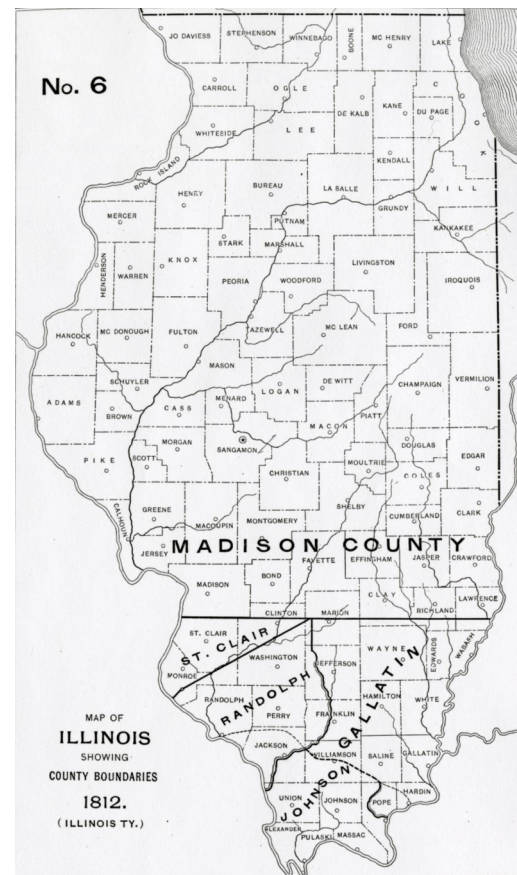 No. 6
JO DAVIESS
STEPHENSON
WINNEBAGO
BOONE
MC HENRY
LAKE
CARROLL
OGLE
DE KALB
KANE
DU PAGE
C
O
K
WHITESIDE
LEE
KENDALL
WILL
ROCK ISLAND
HENRY
BUREAU
LA SALLE
GRUNDY
MERCER
PUTNAM
KANKAKEE
STARK
MARSHALL
KNOX
HENDERSON
WARREN
PEORIA
WOODFORD
LIVINGSTON
IROQUOIS
HANCOCK
MC DONOUGH
FULTON
TAZEWELL
MC LEAN
FORD
MASON
SCHUYLER
ADAMS
BROWN
CASS
MENARD
LOGAN
DE WITT
CHAMPAIGN
VERMILION
PIATT
MACON
MORGAN
SANGAMON
DOUGLAS
PIKE
SCOTT
CHRISTIAN
MOULTRIE
COLES
EDGAR
CALHOUN
GREENE
MACOUPIN
MONTGOMERY
SHELBY
CUMBERLAND
CLARK
JERSEY
MADISON COUNTY
FAYETTE
EFFINGHAM
JASPER
CRAWFORD
MADISON
BOND
CLAY
RICHLAND
LAWRENCE
CLINTON
MARION
ST. CLAIR
ST. CLAIR
WASHINGTON
JEFFERSON
WAYNE
EDWARDS
WABASH
MONROE
RANDOLPH
RANDOLPH
PERRY
FRANKLIN
HAMILTON
WHITE
GALLATIN
JACKSON
WILLIAMSON
SALINE
GALLATIN
JOHNSON
UNION
JOHNSON
POPE
HARDIN
ALEXANDER
PULASKI
MASSAC
MAP OF
ILLINOIS
SHOWING
COUNTY BOUNDARIES
1812.
(ILLINOIS TY.)